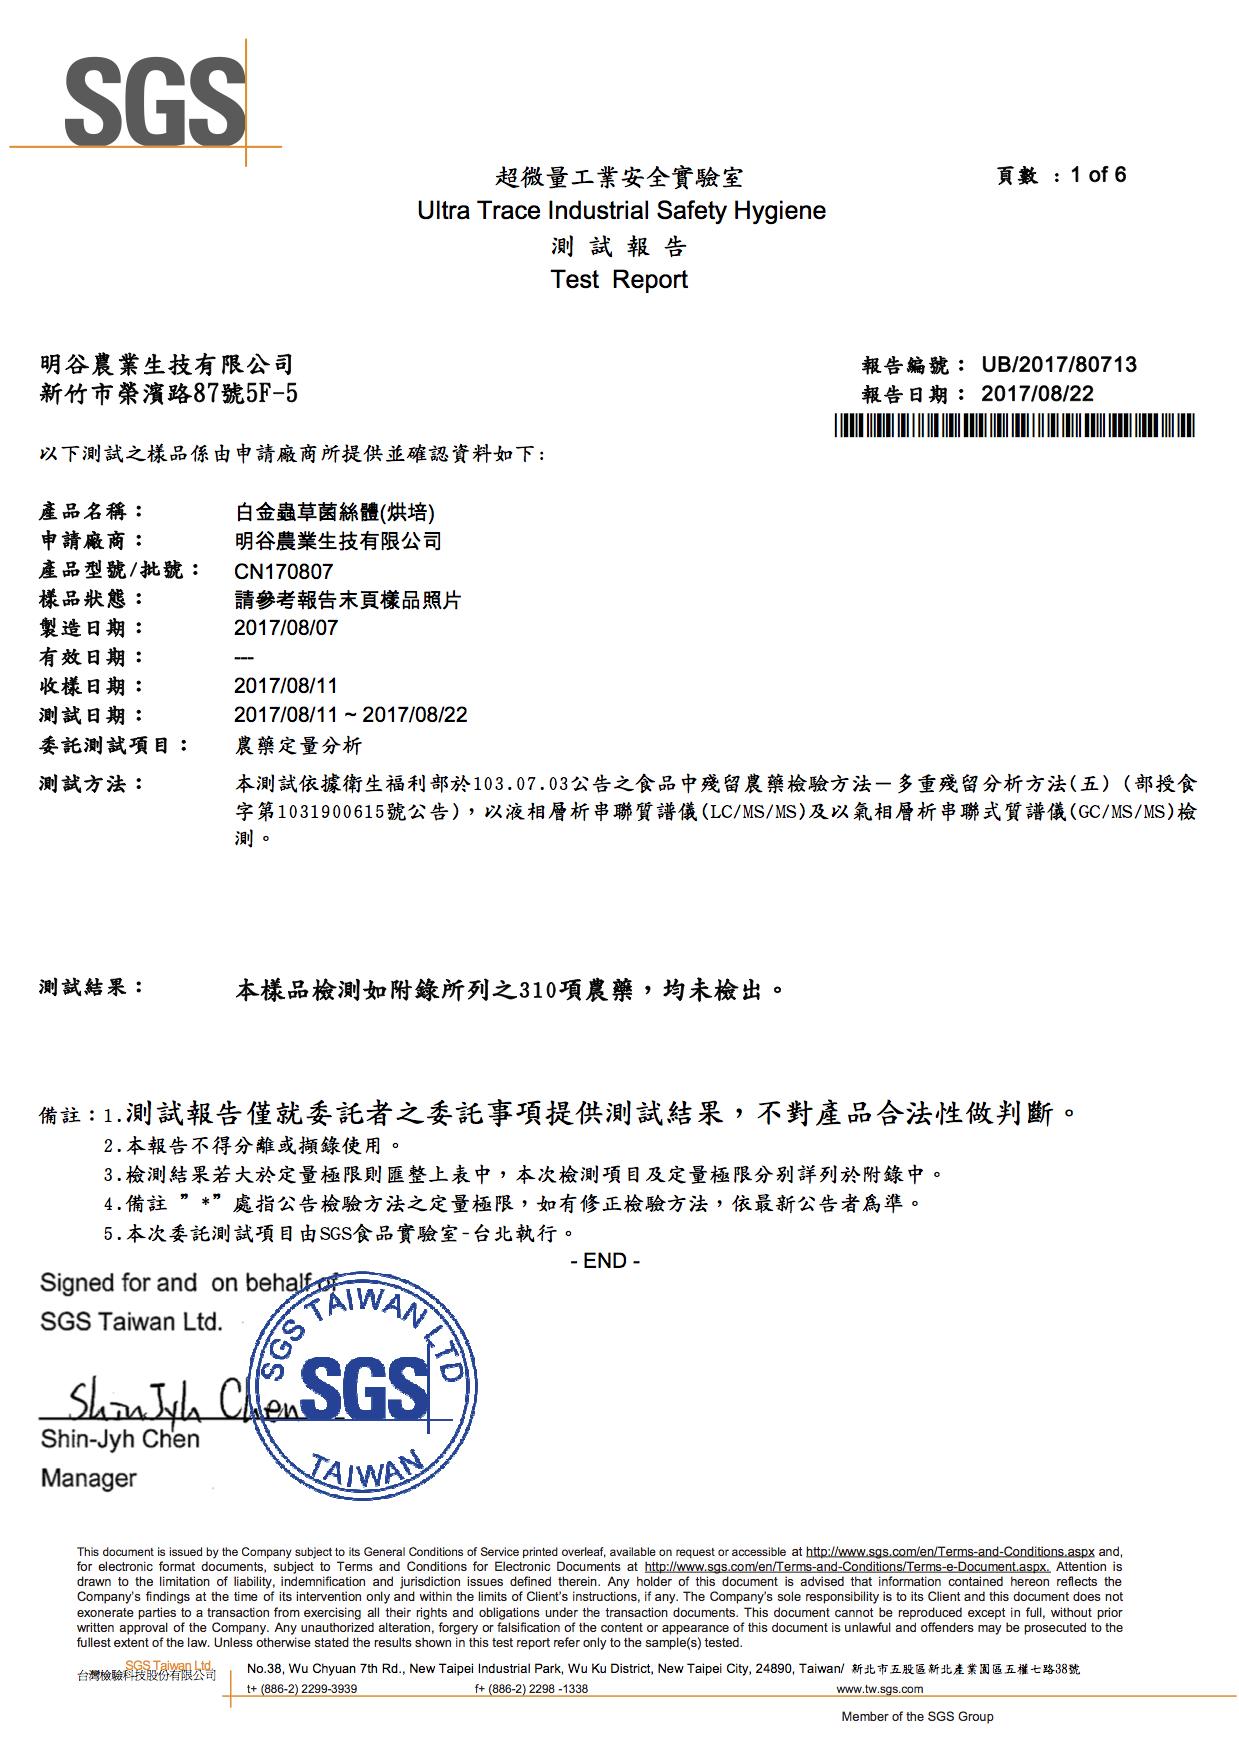 SGS
超微量工業安全實驗室
頁數 : 1 of 6
Ultra Trace Industrial Safety Hygiene
測 試 報 告
Test Report
明谷農業生技有限公司
新竹市榮濱路87號5F-5
報告編號： UB/2017/80713
報告日期： 2017/08/22
以下測試之樣品係由申請廠商所提供並確認資料如下:
產品名稱： 白金蟲草菌絲體(烘培)
申請廠商： 明谷農業生技有限公司
產品型號/批號： CN170807
樣品狀態： 請參考報告末頁樣品照片
製造日期： 2017/08/07
有效日期： ---
收樣日期： 2017/08/11
測試日期： 2017/08/11 ~ 2017/08/22
委託測試項目： 農藥定量分析
測試方法： 本測試依據衛生福利部於103.07.03公告之食品中殘留農藥檢驗方法－多重殘留分析方法(五) (部授食
字第1031900615號公告)，以液相層析串聯質譜儀(LC/MS/MS)及以氣相層析串聯式質譜儀(GC/MS/MS)檢
測。
測試結果： 本樣品檢測如附錄所列之310項農藥，均未檢出。
備註：1.測試報告僅就委託者之委託事項提供測試結果，不對產品合法性做判斷。
2.本報告不得分離或擷錄使用。
3.檢測結果若大於定量極限則匯整上表中，本次檢測項目及定量極限分別詳列於附錄中。
4.備註 ”*”處指公告檢驗方法之定量極限，如有修正檢驗方法，依最新公告者為準。
5.本次委託測試項目由SGS食品實驗室-台北執行。
- END -
Signed for and on behalf of
SGS Taiwan Ltd.
Shin Jyh Chen
Shin-Jyh Chen
Manager
SGS TAIWAN LTD
SGS
TAIWAN
This document is issued by the Company subject to its General Conditions of Service printed overleaf, available on request or accessible at http://www.sgs.com/en/Terms-and-Conditions.aspx and,
for electronic format documents, subject to Terms and Conditions for Electronic Documents at http://www.sgs.com/en/Terms-and-Conditions/Terms-e-Document.aspx. Attention is
drawn to the limitation of liability, indemnification and jurisdiction issues defined therein. Any holder of this document is advised that information contained hereon reflects the
Company's findings at the time of its intervention only and within the limits of Client's instructions, if any. The Company's sole responsibility is to its Client and this document does not
exonerate parties to a transaction from exercising all their rights and obligations under the transaction documents. This document cannot be reproduced except in full, without prior
written approval of the Company. Any unauthorized alteration, forgery or falsification of the content or appearance of this document is unlawful and offenders may be prosecuted to the
fullest extent of the law. Unless otherwise stated the results shown in this test report refer only to the sample(s) tested.
SGS Taiwan Ltd.
台灣檢驗科技股份有限公司
No.38, Wu Chyuan 7th Rd., New Taipei Industrial Park, Wu Ku District, New Taipei City, 24890, Taiwan/ 新北市五股區新北產業園區五權七路38號
t+ (886-2) 2299-3939 f+ (886-2) 2298 -1338 www.tw.sgs.com
Member of the SGS Group